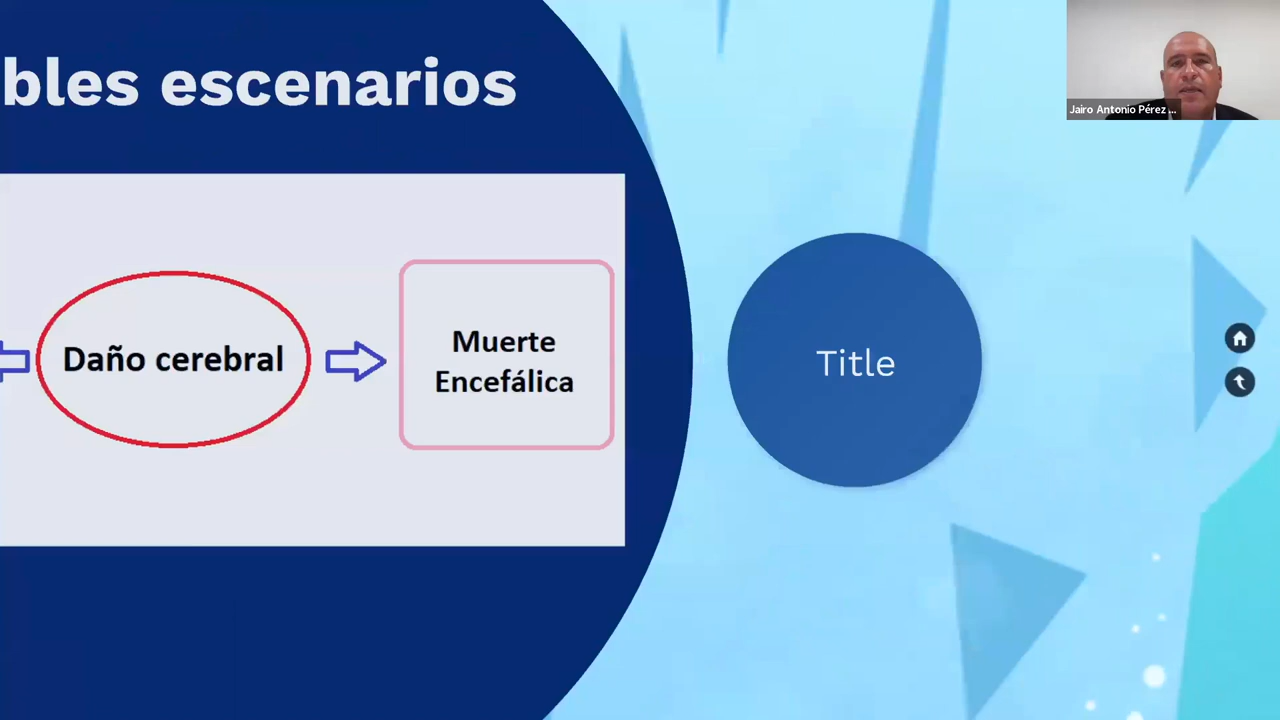 bles escenarios
Jairo Antonio Pérez ...
Daño cerebral
Muerte
Encefálica
Title